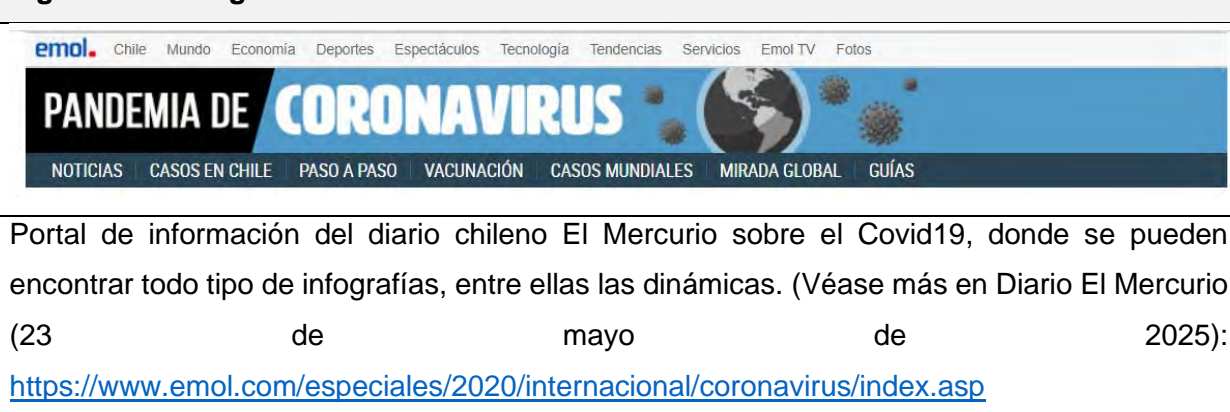 emol. Chile Mundo Economía Deportes Espectáculos Tecnología Tendencias Servicios Emol TV Fotos
PANDEMIA DE CORONAVIRUS
NOTICIAS CASOS EN CHILE PASO A PASO VACUNACIÓN CASOS MUNDIALES MIRADA GLOBAL GUÍAS
Portal de información del diario chileno El Mercurio sobre el Covid19, donde se pueden
encontrar todo tipo de infografías, entre ellas las dinámicas. (Véase más en Diario El Mercurio
(23 de mayo de 2025):
https://www.emol.com/especiales/2020/internacional/coronavirus/index.asp